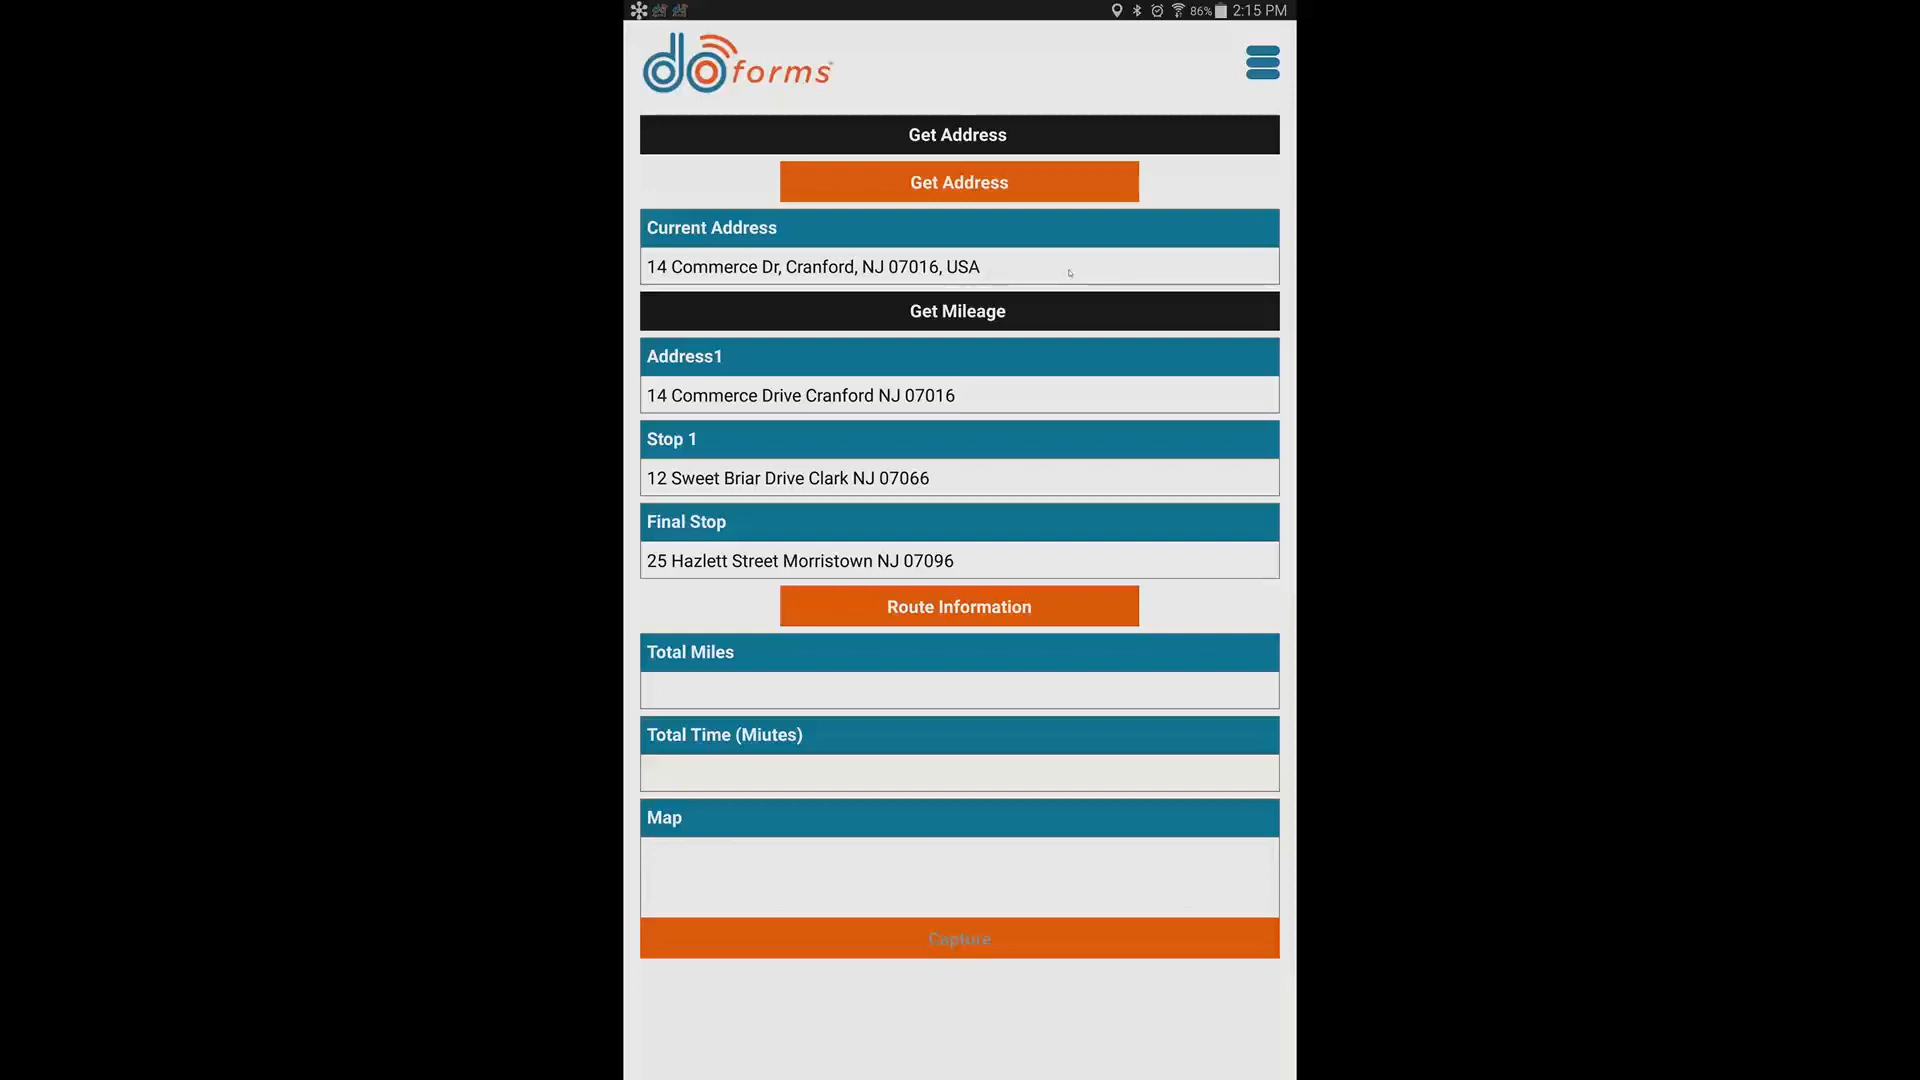 86% 2:15 PM
doforms
Get Address
Get Address
Current Address
14 Commerce Dr, Cranford, NJ 07016, USA
Get Mileage
Address1
14 Commerce Drive Cranford NJ 07016
Stop 1
12 Sweet Briar Drive Clark NJ 07066
Final Stop
25 Hazlett Street Morristown NJ 07096
Route Information
Total Miles
Total Time (Miutes)
Map
Capture